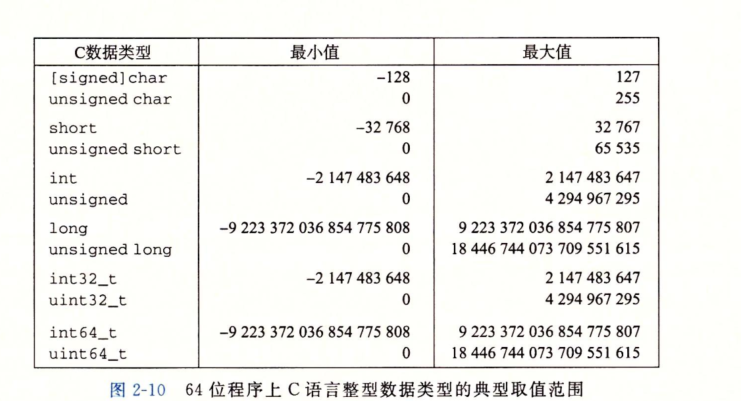 C数据类型 最小值 最大值
[signed]char −128 127
unsigned char 0 255
short −32 768 32 767
unsigned short 0 65 535
int −2 147 483 648 2 147 483 647
unsigned 0 4 294 967 295
long −9 223 372 036 854 775 808 9 223 372 036 854 775 807
unsigned long 0 18 446 744 073 709 551 615
int32_t −2 147 483 648 2 147 483 647
uint32_t 0 4 294 967 295
int64_t −9 223 372 036 854 775 808 9 223 372 036 854 775 807
uint64_t 0 18 446 744 073 709 551 615
图 2-10 64 位程序上 C 语言整型数据类型的典型取值范围